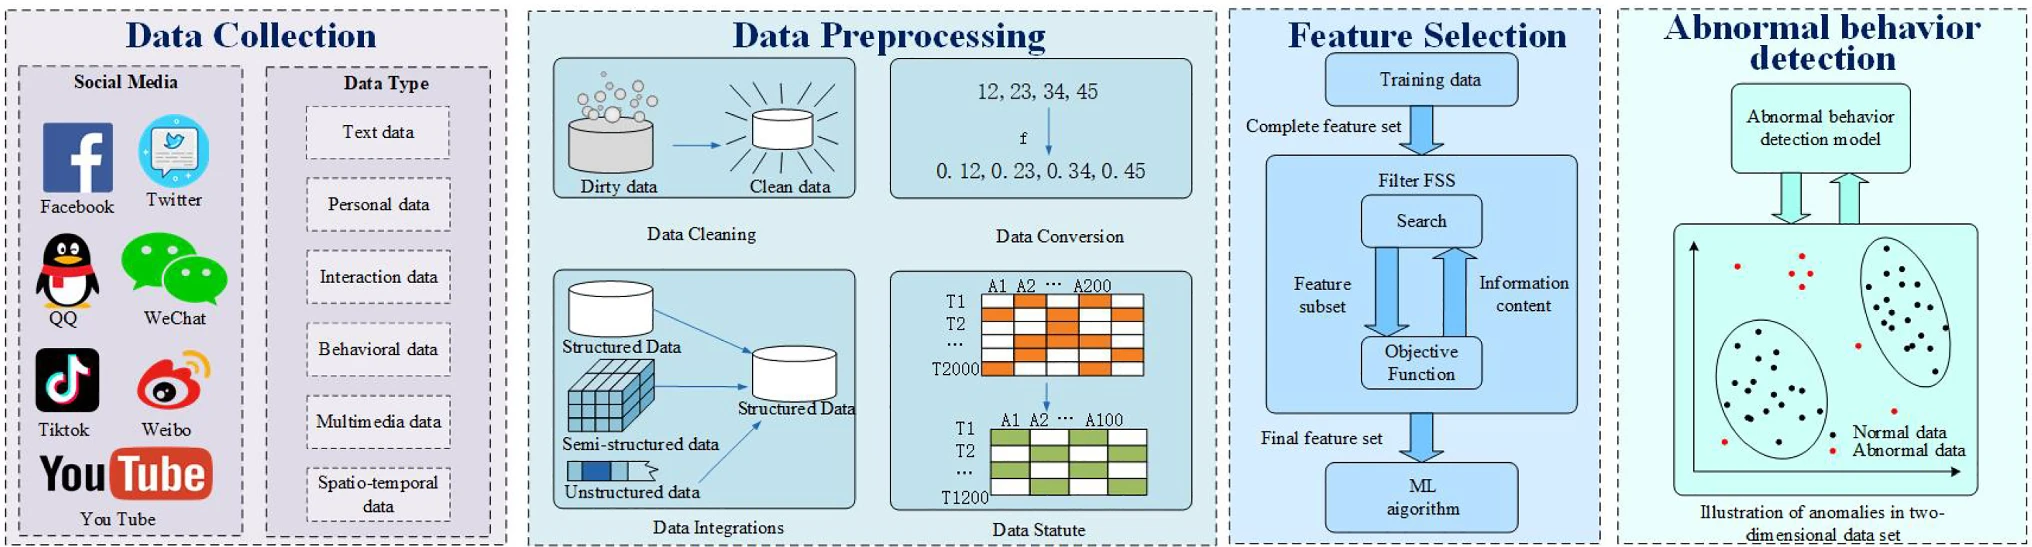 Data Collection
Social Media
Facebook
Twitter
QQ
WeChat
Tiktok
Weibo
YouTube
You Tube
Data Type
Text data
Personal data
Interaction data
Behavioral data
Multimedia data
Spatio-temporal
data
Data Preprocessing
Dirty data
Clean data
Data Cleaning
12, 23, 34, 45
f
0. 12, 0. 23, 0. 34, 0. 45
Data Conversion
Structured Data
Semi-structured data
Unstructured data
Structured Data
Data Integrations
A1 A2 ··· A200
T1
T2
···
T2000
A1 A2 ··· A100
T1
T2
···
T1200
Data Statute
Feature Selection
Training data
Complete feature set
Filter FSS
Search
Feature
subset
Information
content
Objective
Function
Final feature set
ML
aigorithm
Abnormal behavior
detection
Abnormal behavior
detection model
Normal data
Abnormal data
Illustration of anomalies in two-
dimensional data set